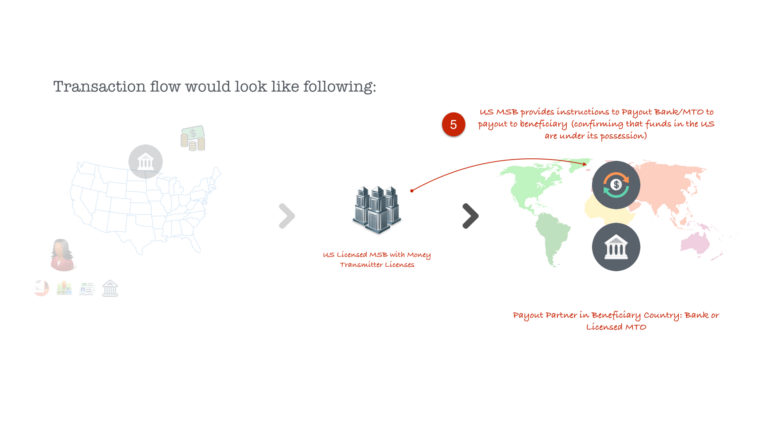 Transaction flow would look like following:
5
US MSB provides instructions to Payout Bank/MTO to
payout to beneficiary (confirming that funds in the US
are under its possession)
$
US Licensed MSB with Money
Transmitter Licenses
Payout Partner in Beneficiary Country: Bank or
Licensed MTO